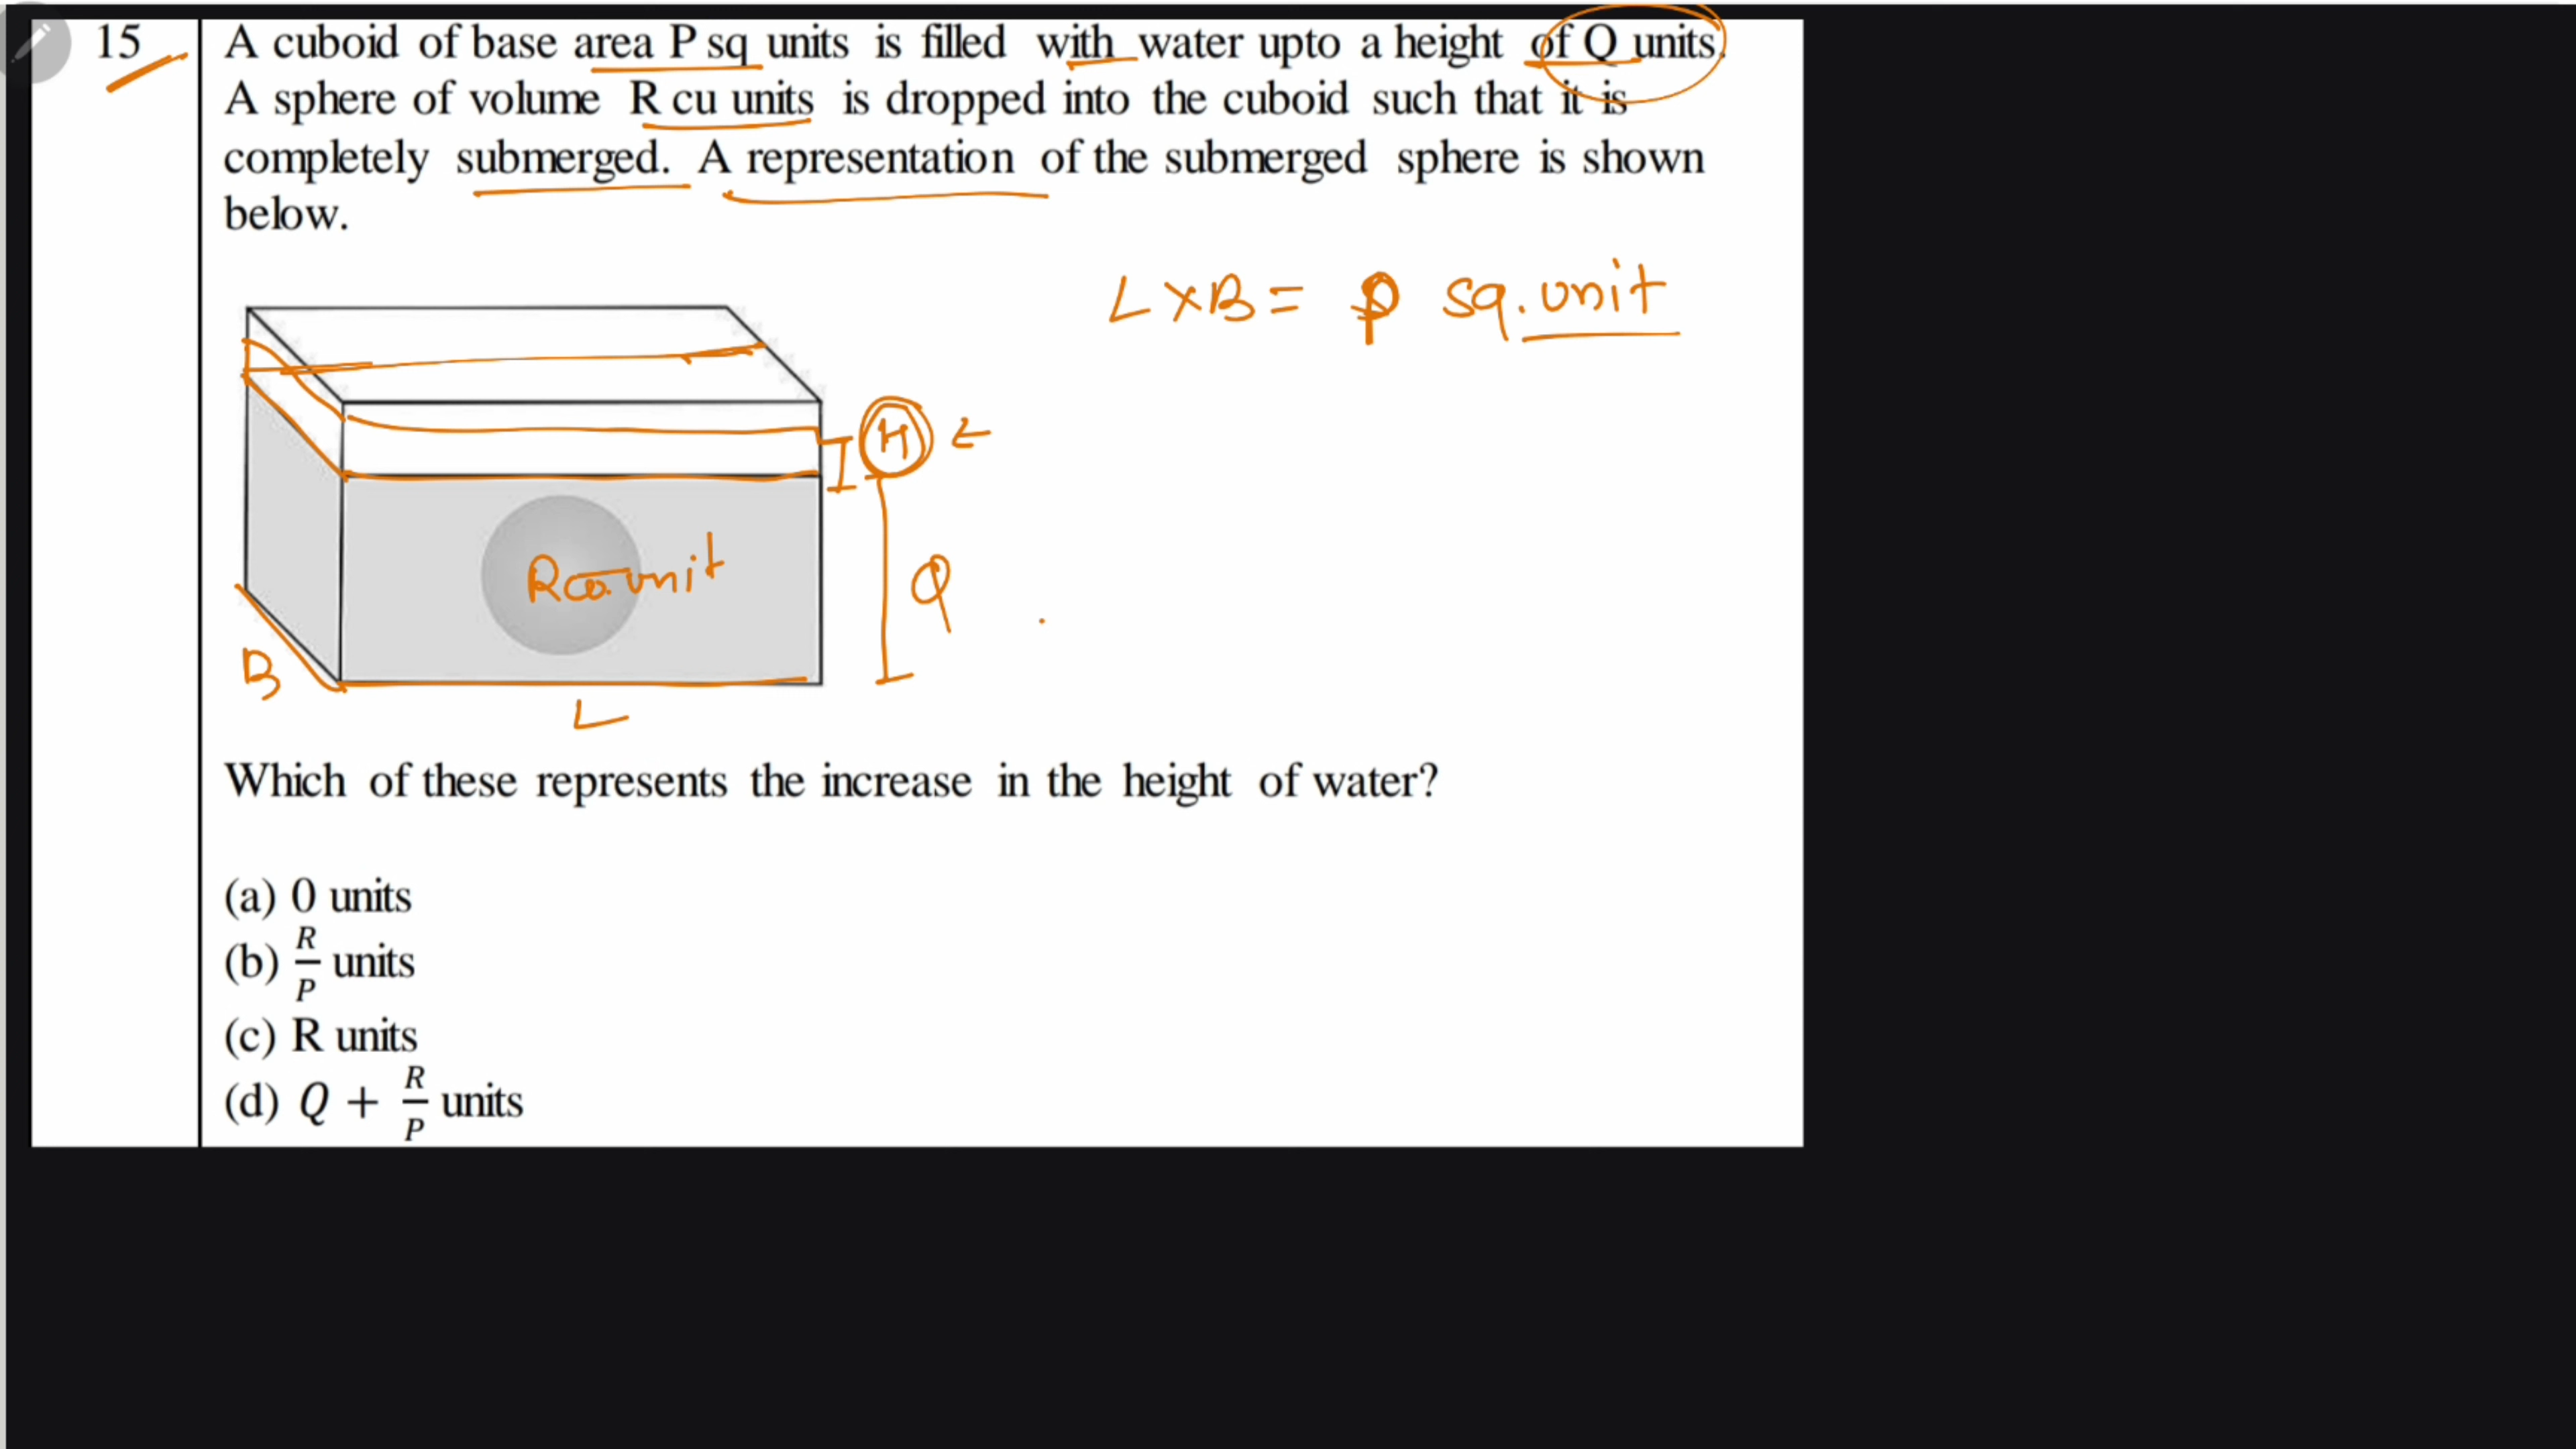 15 A cuboid of base area P sq units is filled with water upto a height of Q units.
A sphere of volume R cu units is dropped into the cuboid such that it is
completely submerged. A representation of the submerged sphere is shown
below.
L×B = P sq. unit
H
R cu. unit
Q
B
L
Which of these represents the increase in the height of water?
(a) 0 units
(b) R/P units
(c) R units
(d) Q + R/P units